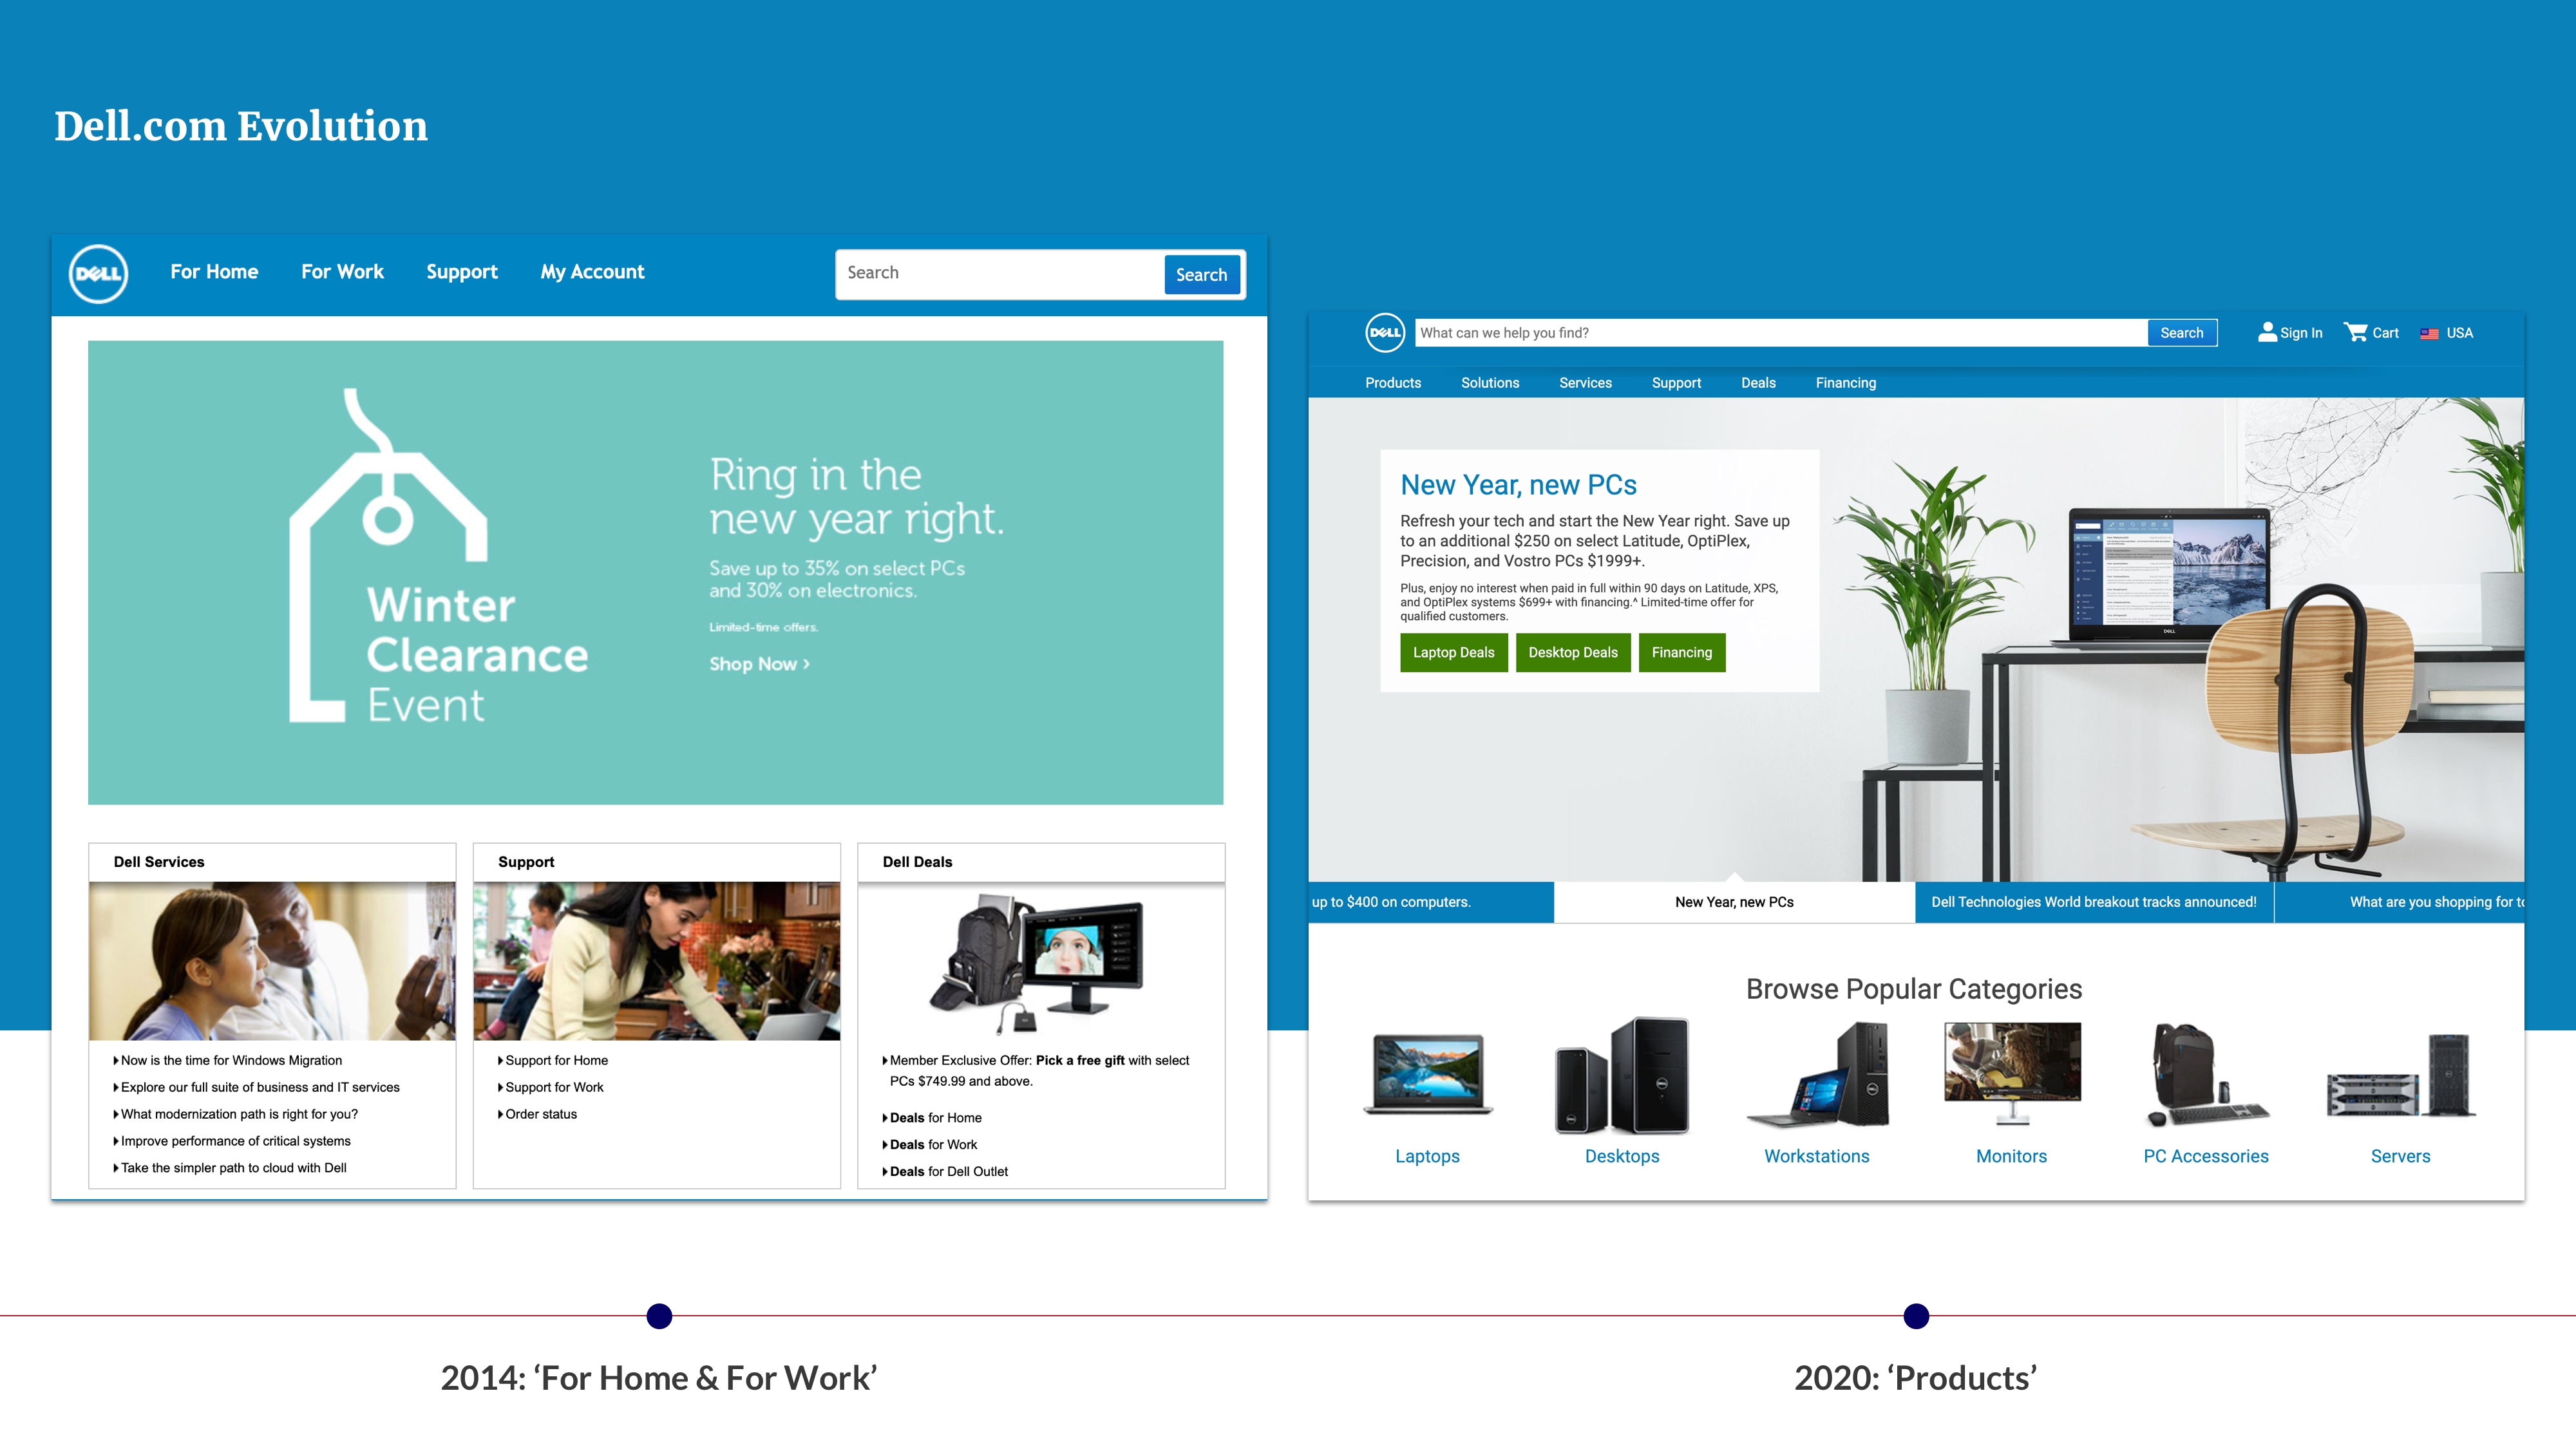 Dell.com Evolution
DELL
For Home
For Work
Support
My Account
Search
Search
Winter
Clearance
Event
Ring in the
new year right.
Save up to 35% on select PCs
and 30% on electronics.
Limited-time offers.
Shop Now ›
Dell Services
Now is the time for Windows Migration
Explore our full suite of business and IT services
What modernization path is right for you?
Improve performance of critical systems
Take the simpler path to cloud with Dell
Support
Support for Home
Support for Work
Order status
Dell Deals
Member Exclusive Offer: Pick a free gift with select
PCs $749.99 and above.
Deals for Home
Deals for Work
Deals for Dell Outlet
DELL
What can we help you find?
Search
Sign In
Cart
USA
Products
Solutions
Services
Support
Deals
Financing
New Year, new PCs
Refresh your tech and start the New Year right. Save up
to an additional $250 on select Latitude, OptiPlex,
Precision, and Vostro PCs $1999+.
Plus, enjoy no interest when paid in full within 90 days on Latitude, XPS,
and OptiPlex systems $699+ with financing.^ Limited-time offer for
qualified customers.
Laptop Deals
Desktop Deals
Financing
DELL
up to $400 on computers.
New Year, new PCs
Dell Technologies World breakout tracks announced!
What are you shopping for
Browse Popular Categories
Laptops
Desktops
Workstations
Monitors
PC Accessories
Servers
2014: ‘For Home & For Work’
2020: ‘Products’